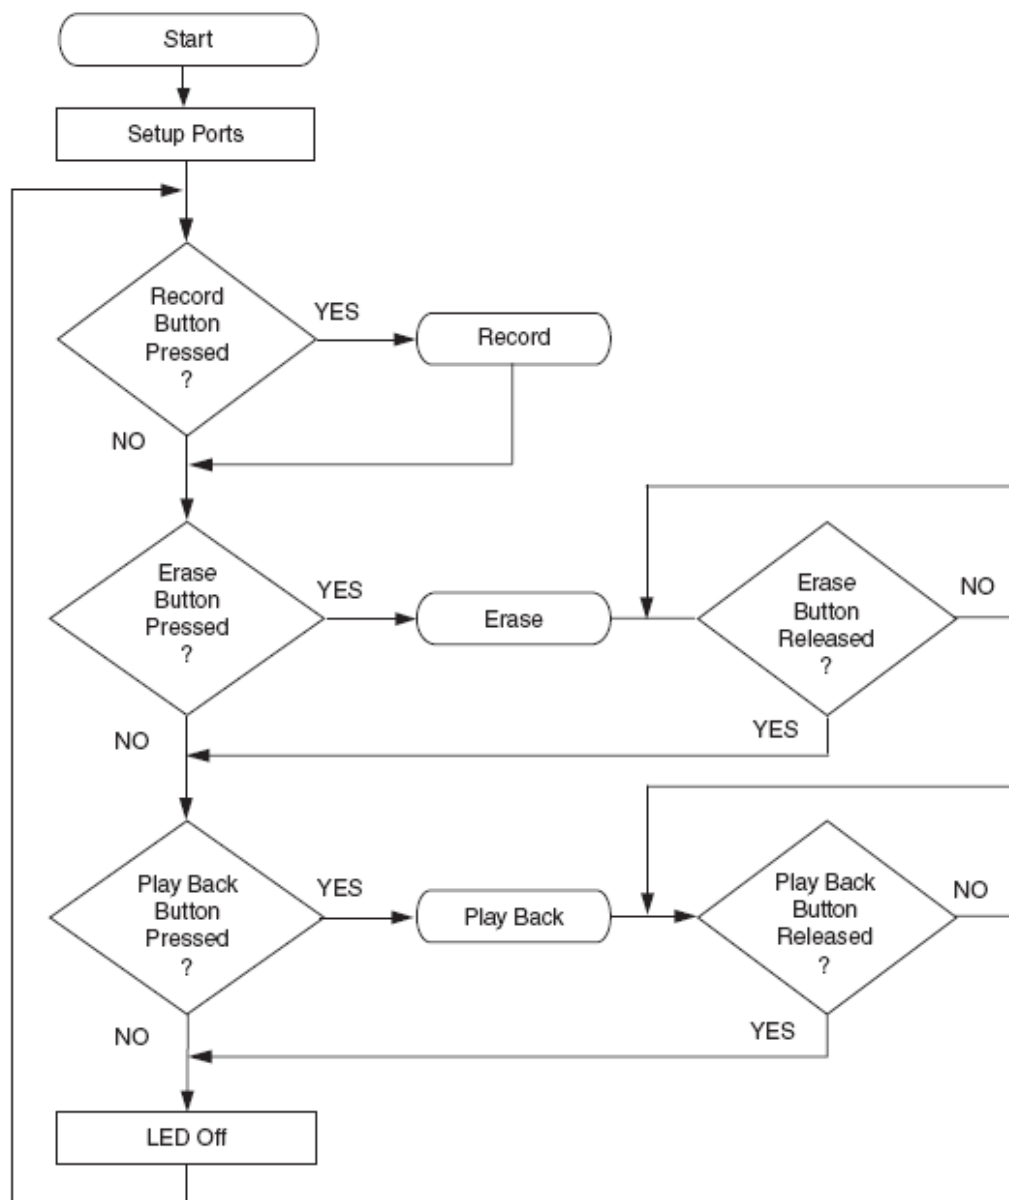 Start
Setup Ports
Record
Button
Pressed
?
YES
Record
NO
Erase
Button
Pressed
?
YES
Erase
Erase
Button
Released
?
NO
YES
NO
Play Back
Button
Pressed
?
YES
Play Back
Play Back
Button
Released
?
NO
YES
NO
LED Off